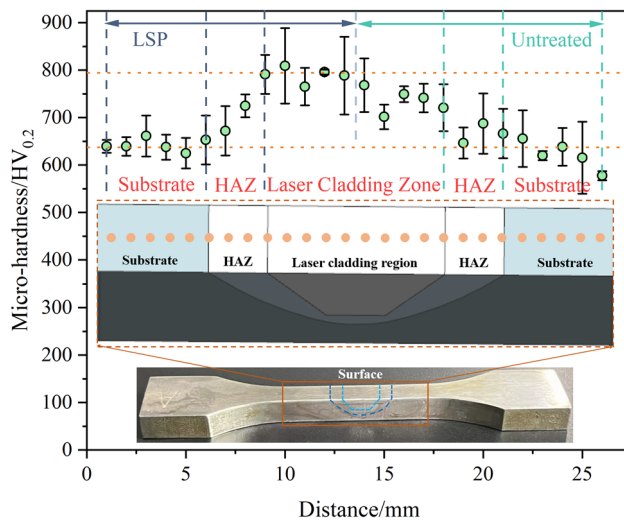 900
800
700
600
500
400
300
200
100
0
Micro-hardness/HV0.2
LSP
Untreated
Substrate HAZ Laser Cladding Zone HAZ Substrate
Substrate HAZ Laser cladding region HAZ Substrate
Surface
0 5 10 15 20 25
Distance/mm